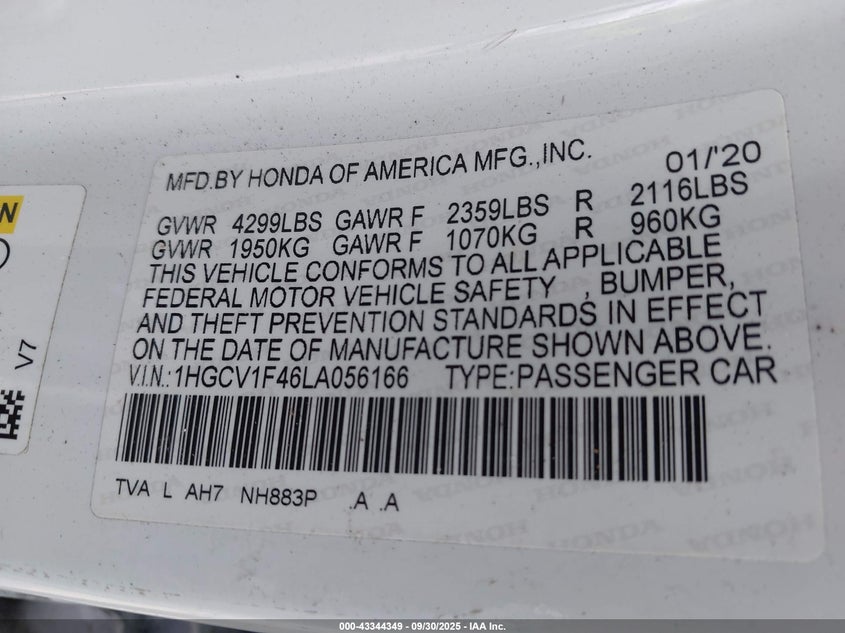 MFD.BY HONDA OF AMERICA MFG.,INC. 01/'20
GVWR 4299LBS GAWR F 2359LBS R 2116LBS
GVWR 1950KG GAWR F 1070KG R 960KG
THIS VEHICLE CONFORMS TO ALL APPLICABLE
FEDERAL MOTOR VEHICLE SAFETY , BUMPER,
AND THEFT PREVENTION STANDARDS IN EFFECT
ON THE DATE OF MANUFACTURE SHOWN ABOVE.
V.I.N.:1HGCV1F46LA056166 TYPE:PASSENGER CAR
TVA L AH7 NH883P .A .A
V7
000-43344349 - 09/30/2025 - IAA Inc.